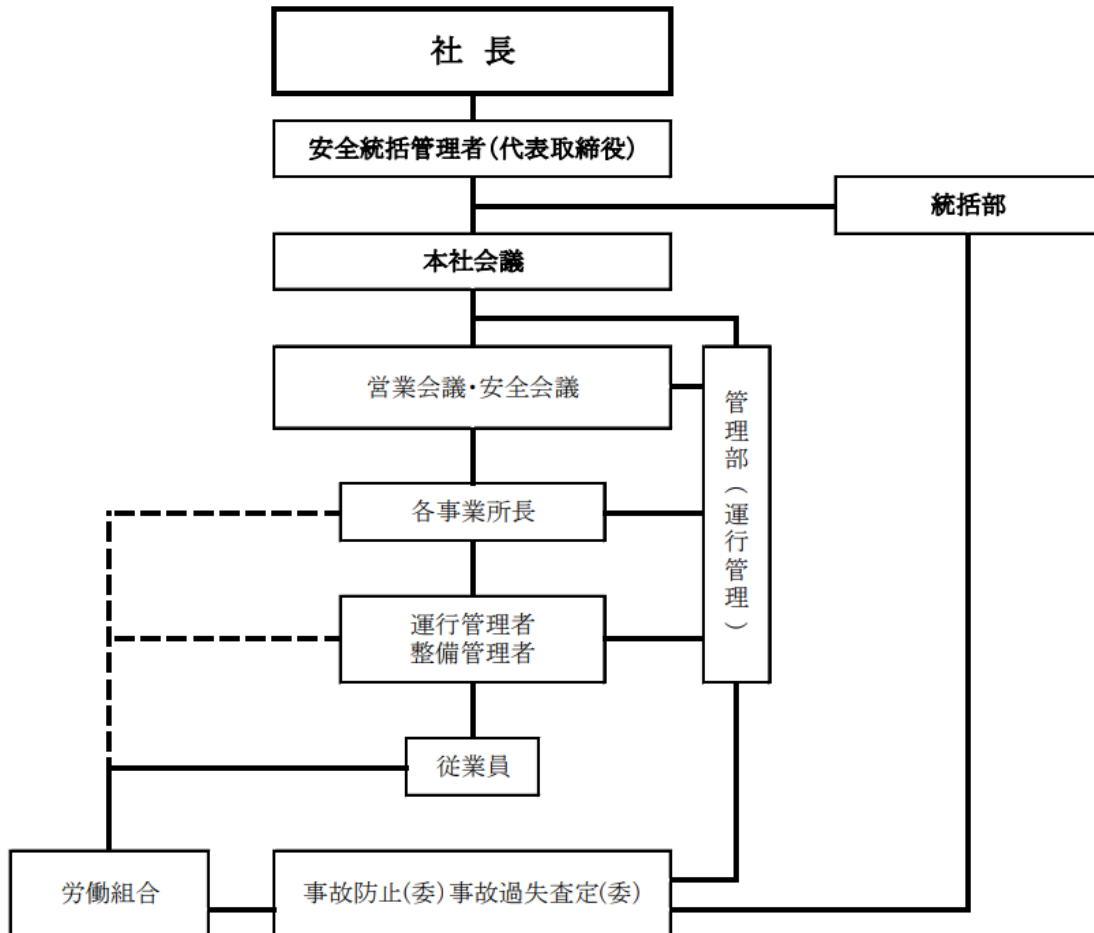 社 長
安全統括管理者(代表取締役)
統括部
本社会議
営業会議・安全会議
管理部(運行管理)
各事業所長
運行管理者
整備管理者
従業員
労働組合
事故防止(委)事故過失査定(委)